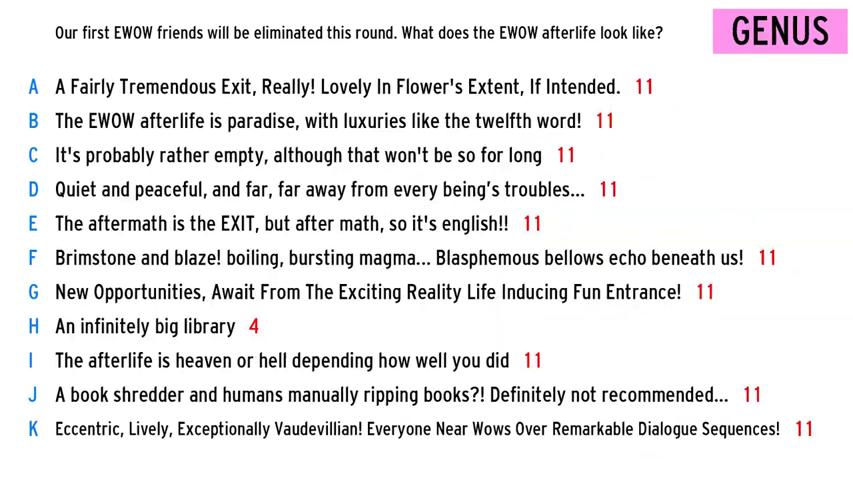 Our first EWOW friends will be eliminated this round. What does the EWOW afterlife look like?
GENUS
A A Fairly Tremendous Exit, Really! Lovely In Flower's Extent, If Intended. 11
B The EWOW afterlife is paradise, with luxuries like the twelfth word! 11
C It's probably rather empty, although that won't be so for long 11
D Quiet and peaceful, and far, far away from every being’s troubles... 11
E The aftermath is the EXIT, but after math, so it's english!! 11
F Brimstone and blaze! boiling, bursting magma... Blasphemous bellows echo beneath us! 11
G New Opportunities, Await From The Exciting Reality Life Inducing Fun Entrance! 11
H An infinitely big library 4
I The afterlife is heaven or hell depending how well you did 11
J A book shredder and humans manually ripping books?! Definitely not recommended... 11
K Eccentric, Lively, Exceptionally Vaudevillian! Everyone Near Wows Over Remarkable Dialogue Sequences! 11